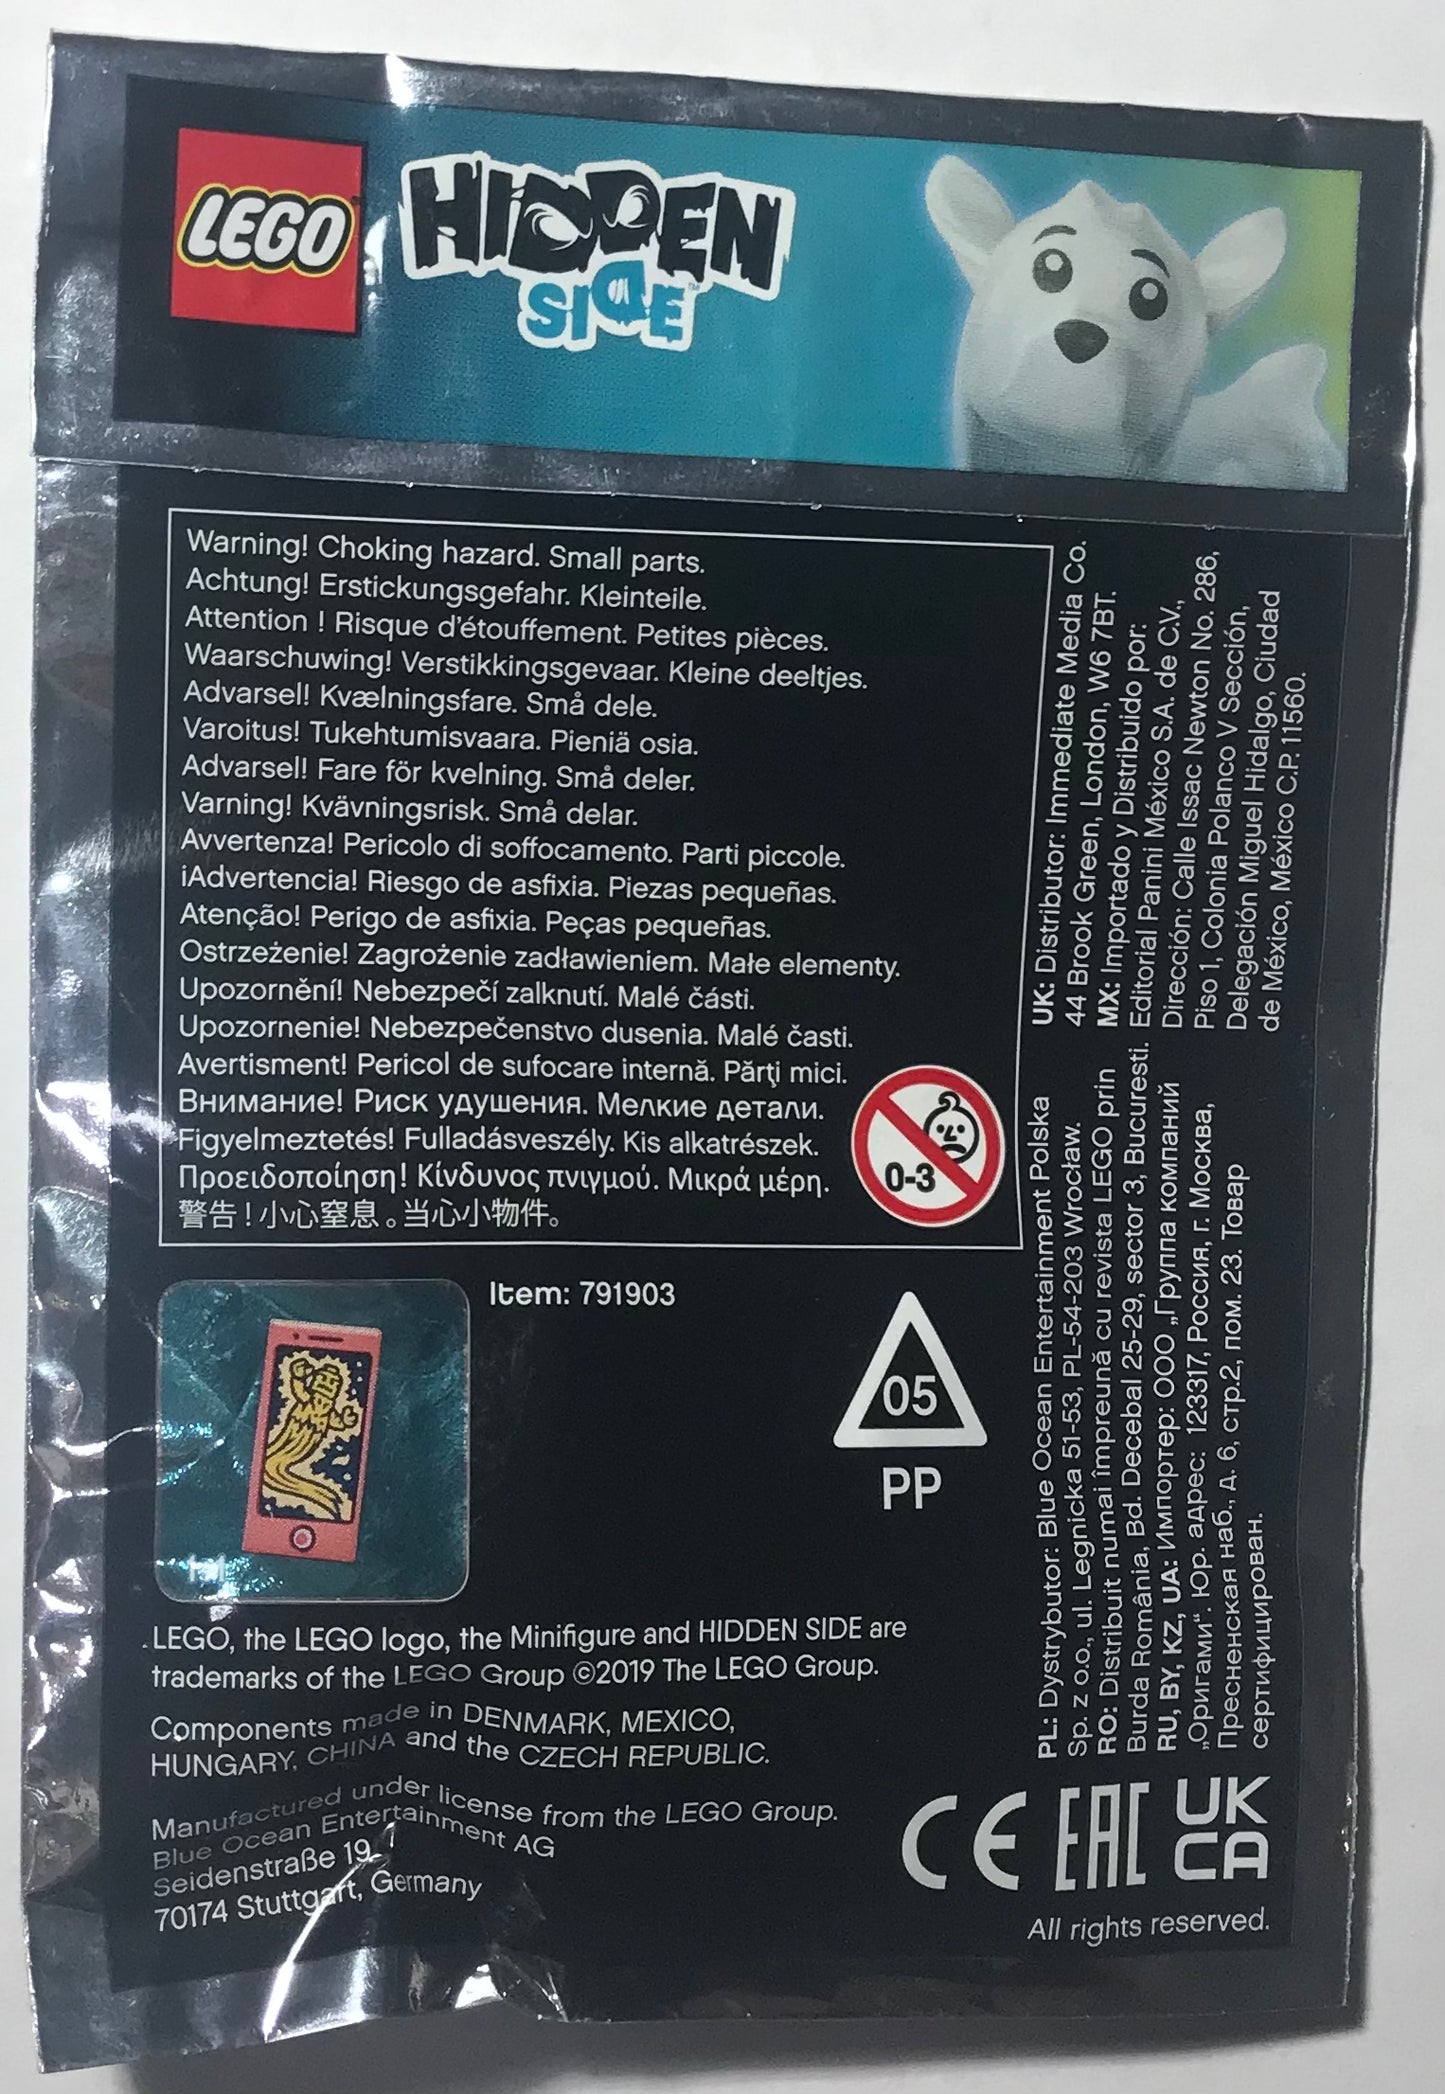 LEGO
HIDDEN
SIDE™
Warning! Choking hazard. Small parts.
Achtung! Erstickungsgefahr. Kleinteile.
Attention ! Risque d'étouffement. Petites pièces.
Waarschuwing! Verstikkingsgevaar. Kleine deeltjes.
Advarsel! Kvælningsfare. Små dele.
Varoitus! Tukehtumisvaara. Pieniä osia.
Advarsel! Fare för kvelning. Små deler.
Varning! Kvävningsrisk. Små delar.
Avvertenza! Pericolo di soffocamento. Parti piccole.
¡Advertencia! Riesgo de asfixia. Piezas pequeñas.
Atenção! Perigo de asfixia. Peças pequeñas.
Ostrzeżenie! Zagrożenie zadławieniem. Małe elementy.
Upozornění! Nebezpečí zalknutí. Malé části.
Upozornenie! Nebezpečenstvo dusenia. Malé časti.
Avertisment! Pericol de sufocare internă. Părţi mici.
Внимание! Риск удушения. Мелкие детали.
Figyelmeztetés! Fulladásveszély. Kis alkatrészek.
Προειδοποίηση! Κίνδυνος πνιγμού. Μικρά μέρη.
警告！小心窒息。当心小物件。
0-3
Item: 791903
05
PP
LEGO, the LEGO logo, the Minifigure and HIDDEN SIDE are
trademarks of the LEGO Group ©2019 The LEGO Group.
Components made in DENMARK, MEXICO,
HUNGARY, CHINA and the CZECH REPUBLIC.
Manufactured under license from the LEGO Group.
Blue Ocean Entertainment AG
Seidenstraße 19
70174 Stuttgart, Germany
UK: Distributor: Immediate Media Co.
44 Brook Green, London, W6 7BT.
MX: Importado y Distribuido por:
Editorial Panini México S.A. de C.V.,
Dirección: Calle Issac Newton No. 286,
Piso 1, Colonia Polanco V Sección,
Delegación Miguel Hidalgo, Ciudad
de México, México C.P. 11560.
PL: Dystrybutor: Blue Ocean Entertainment Polska
Sp. z o.o., ul. Legnicka 51-53, PL-54-203 Wrocław.
RO: Distribuit numai împreună cu revista LEGO prin
Burda România, Bd. Decebal 25-29, sector 3, Bucuresti.
RU, BY, KZ, UA: Импортер: ООО „Группа компаний
„Оригами“. Юр. адрес: 123317, Россия, г. Москва,
Пресненская наб., д. 6, стр.2, пом. 23. Товар
сертифицирован.
CE EAC UK
CA
All rights reserved.